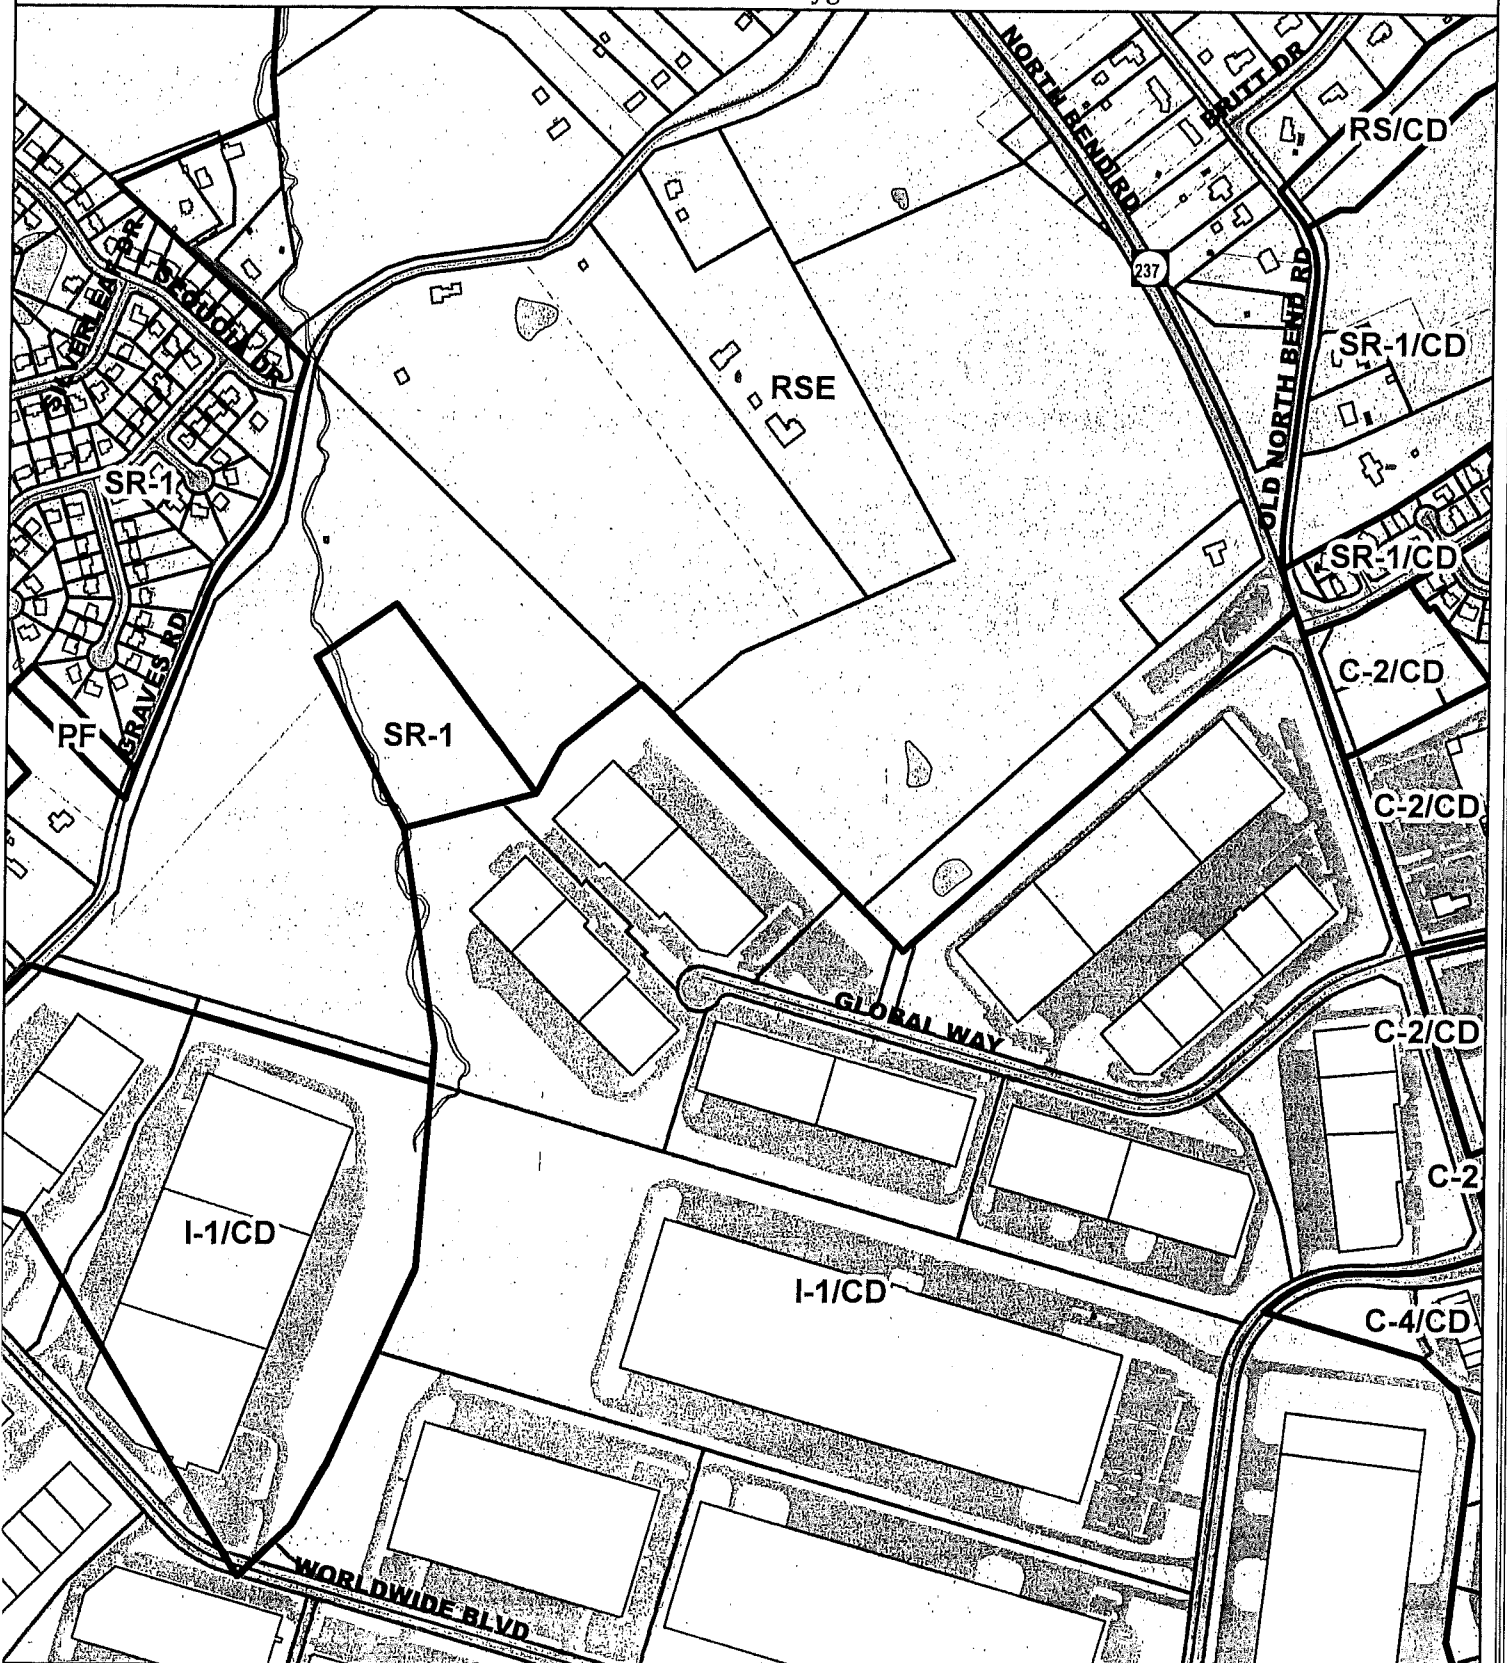 NORTH BEND RD
BRITT DR
RS/CD
SILVERLEAF DR
SEQUOIA DR
237
OLD NORTH BEND RD
SR-1/CD
RSE
SR-1
SR-1/CD
GRAVES RD
C-2/CD
PF
SR-1
C-2/CD
GLOBAL WAY
C-2/CD
C-2
I-1/CD
I-1/CD
C-4/CD
WORLDWIDE BLVD